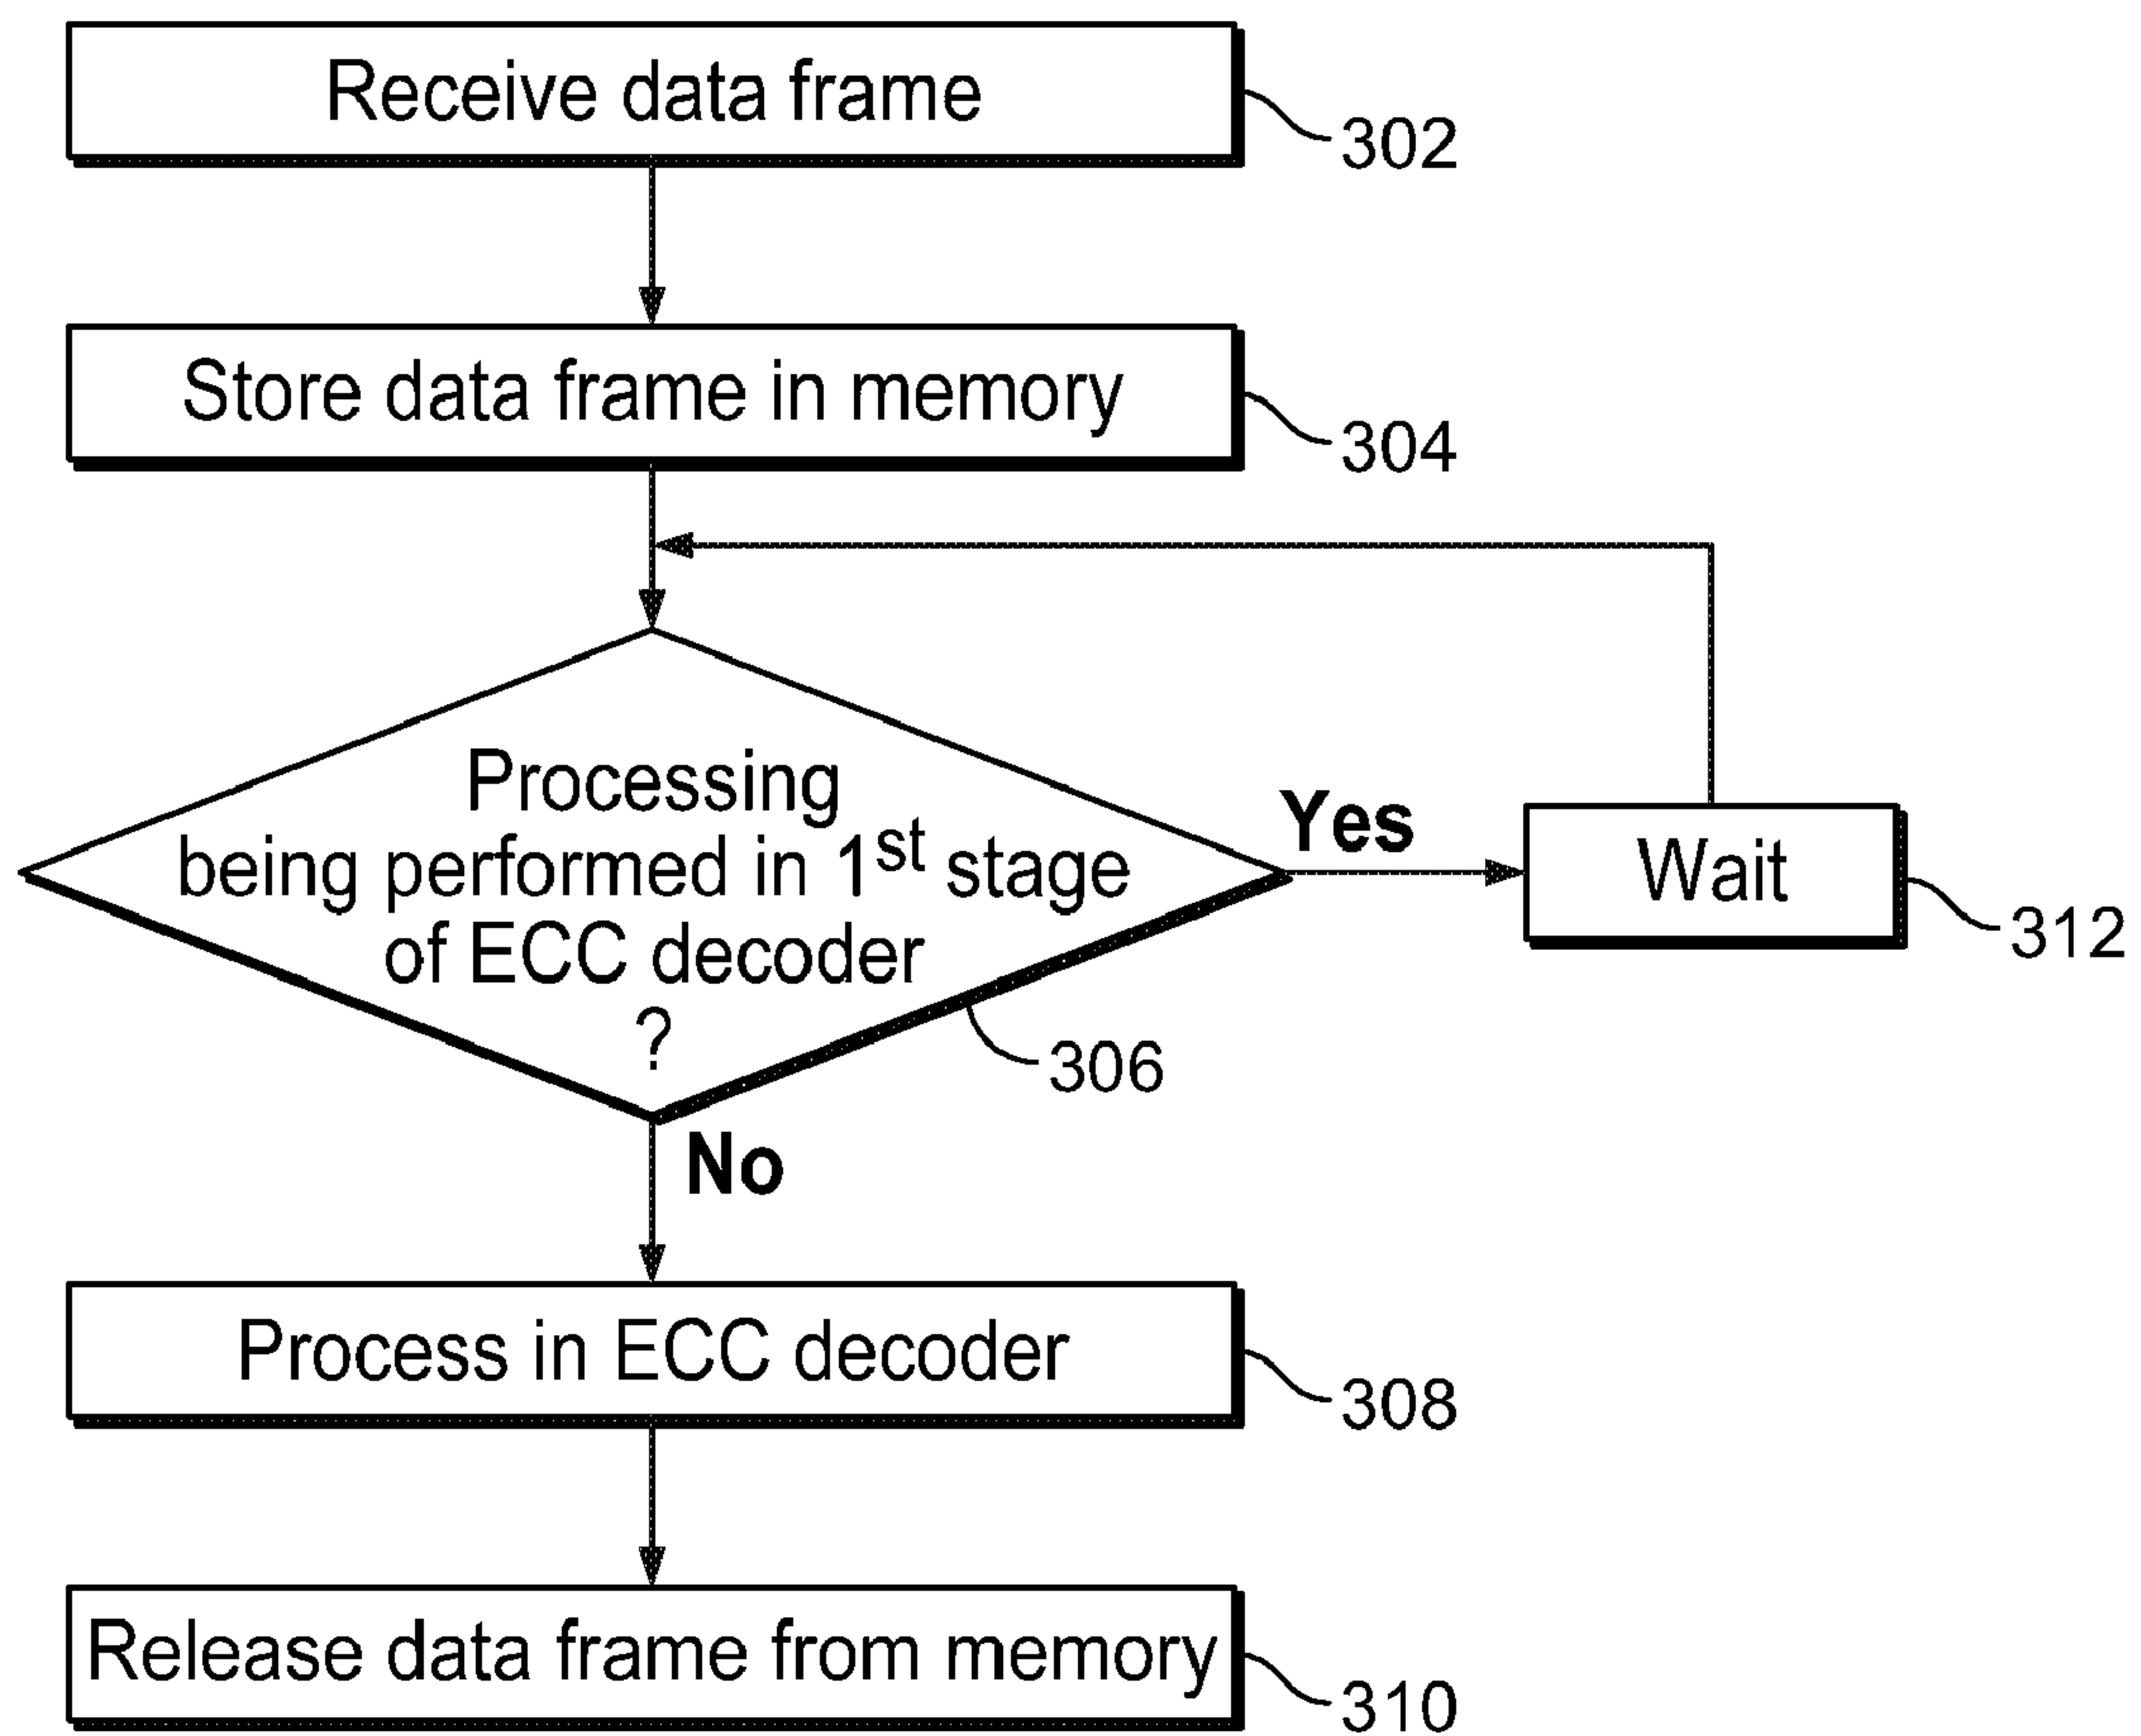 Receive data frame
302
Store data frame in memory
304
Processing
being performed in 1st stage
of ECC decoder
?
306
Yes
Wait
312
No
Process in ECC decoder
308
Release data frame from memory
310